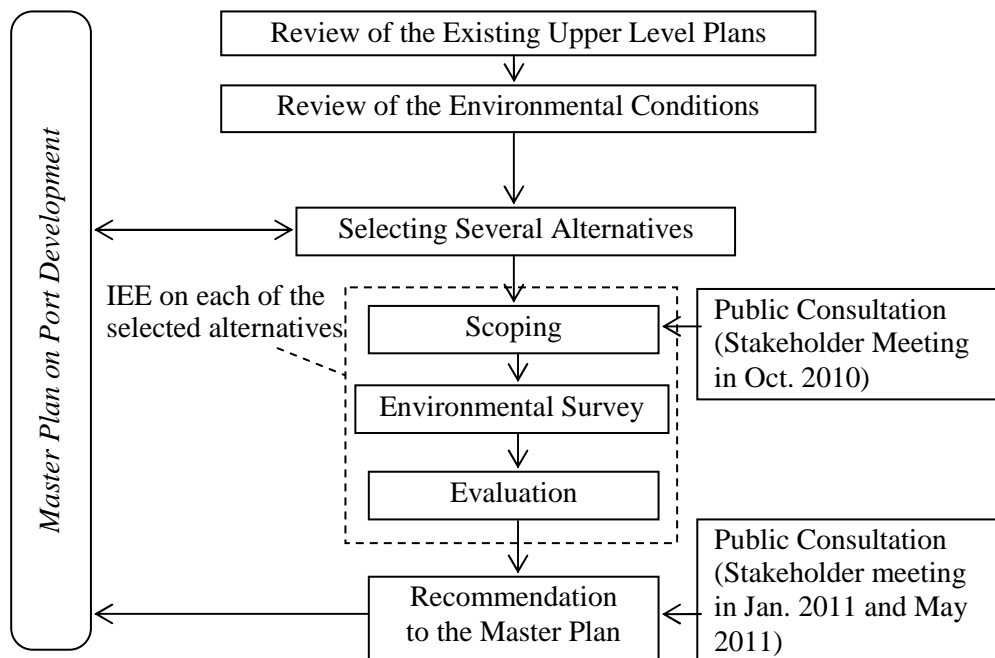 Master Plan on Port Development
Review of the Existing Upper Level Plans
Review of the Environmental Conditions
Selecting Several Alternatives
IEE on each of the
selected alternatives
Scoping
Public Consultation
(Stakeholder Meeting
in Oct. 2010)
Environmental Survey
Evaluation
Recommendation
to the Master Plan
Public Consultation
(Stakeholder meeting
in Jan. 2011 and May
2011)